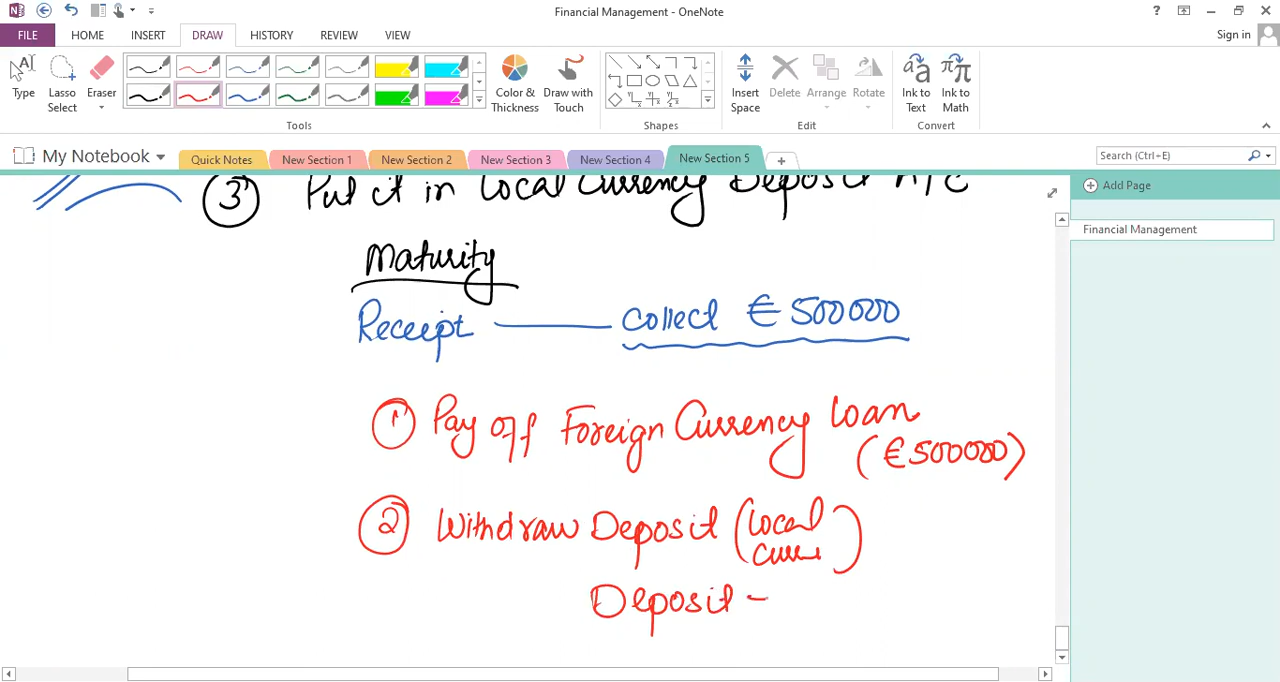 Financial Management - OneNote
FILE HOME INSERT DRAW HISTORY REVIEW VIEW Sign in
Type Lasso Select Eraser Color & Thickness Draw with Touch Insert Space Delete Arrange Rotate Ink to Text Ink to Math
Tools Shapes Edit Convert
My Notebook Quick Notes New Section 1 New Section 2 New Section 3 New Section 4 New Section 5 Search (Ctrl+E)
Add Page
Financial Management
③ Put it in Local Currency Deposit A/C
Maturity
Receipt — collect € 500000
① Pay off Foreign Currency loan
(€500000)
② Withdraw Deposit (local
curre)
Deposit -